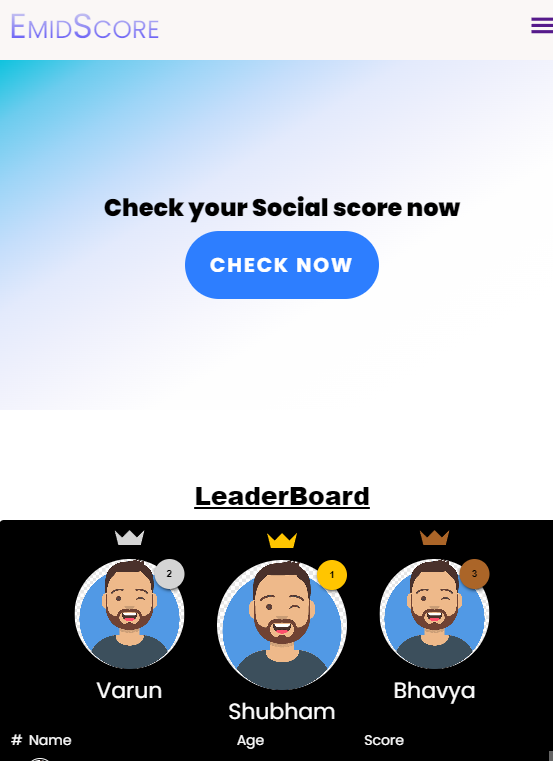 EmidScore
Check your Social score now
CHECK NOW
LeaderBoard
2
1
3
Varun
Shubham
Bhavya
# Name Age Score